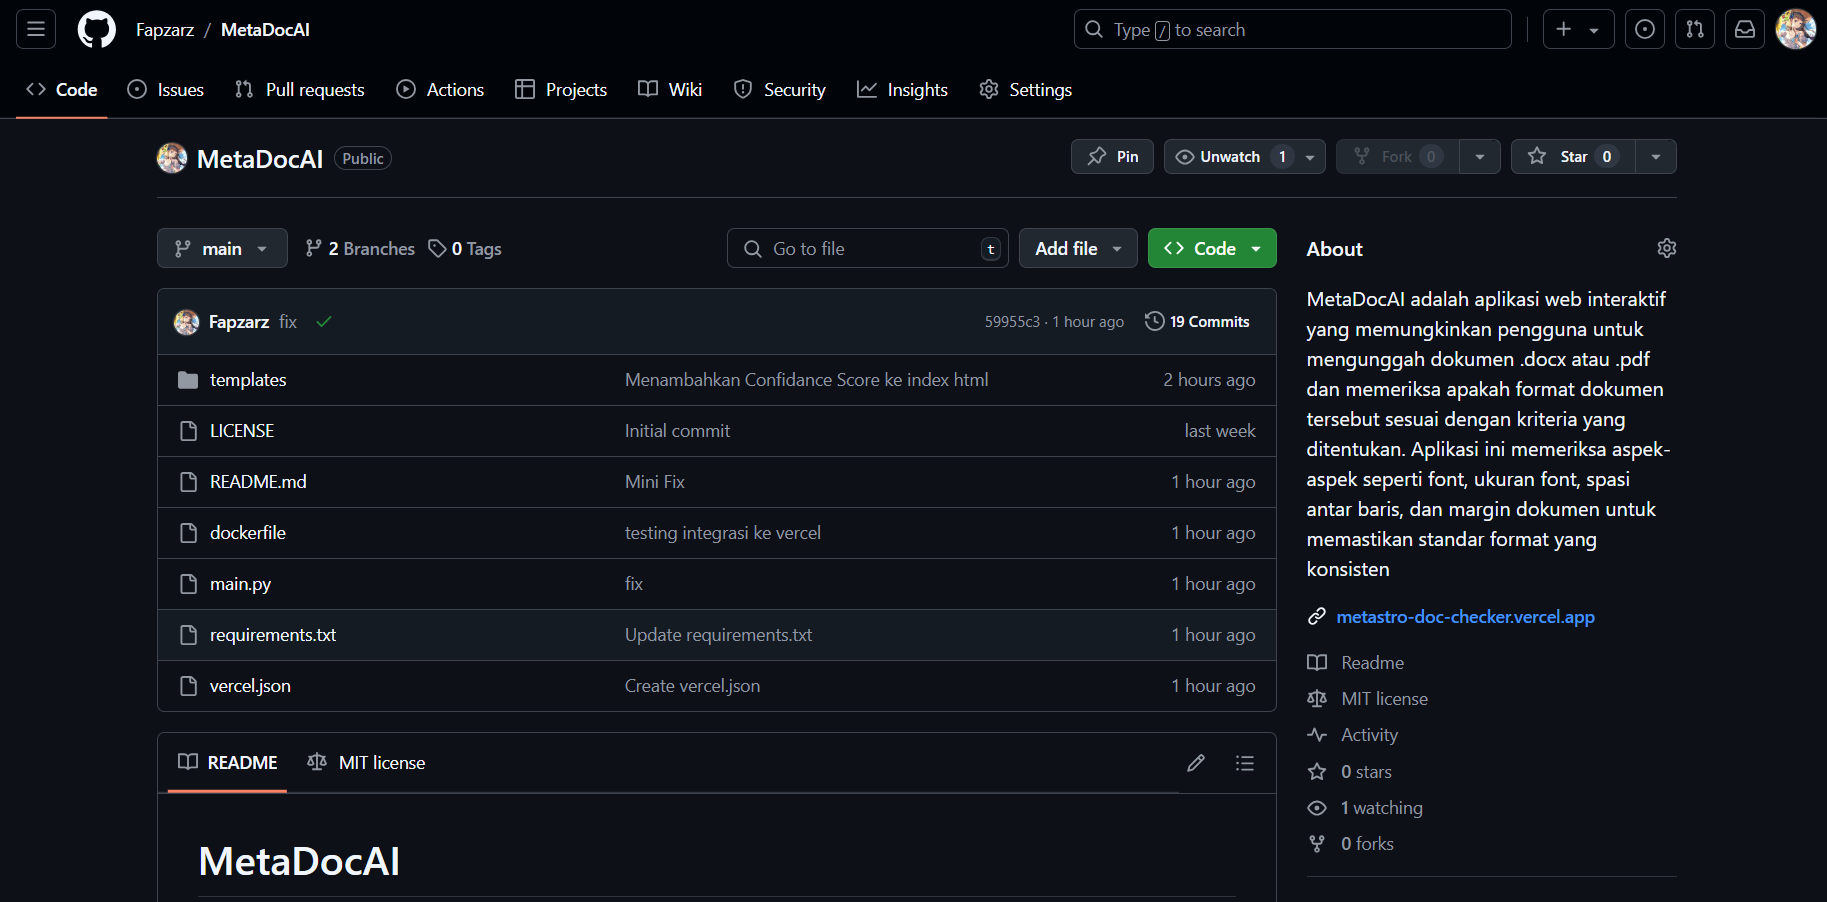 Fapzarz / MetaDocAI
Type / to search
Code
Issues
Pull requests
Actions
Projects
Wiki
Security
Insights
Settings
MetaDocAI Public
Pin
Unwatch 1
Fork 0
Star 0
main
2 Branches
0 Tags
Go to file t
Add file
Code
Fapzarz fix 59955c3 · 1 hour ago 19 Commits
templates Menambahkan Confidance Score ke index html 2 hours ago
LICENSE Initial commit last week
README.md Mini Fix 1 hour ago
dockerfile testing integrasi ke vercel 1 hour ago
main.py fix 1 hour ago
requirements.txt Update requirements.txt 1 hour ago
vercel.json Create vercel.json 1 hour ago
README
MIT license
MetaDocAI
About
MetaDocAI adalah aplikasi web interaktif
yang memungkinkan pengguna untuk
mengunggah dokumen .docx atau .pdf
dan memeriksa apakah format dokumen
tersebut sesuai dengan kriteria yang
ditentukan. Aplikasi ini memeriksa aspek-
aspek seperti font, ukuran font, spasi
antar baris, dan margin dokumen untuk
memastikan standar format yang
konsisten
metastro-doc-checker.vercel.app
Readme
MIT license
Activity
0 stars
1 watching
0 forks